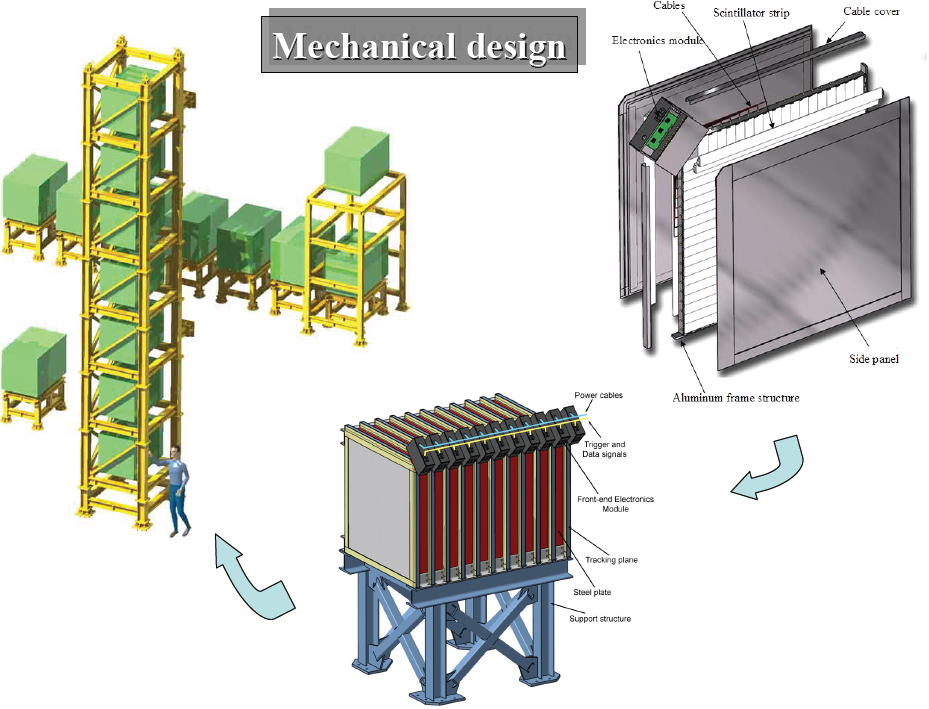 Mechanical design
Cables
Scintillator strip
Cable cover
Electronics module
Side panel
Aluminum frame structure
Power cables
Trigger and
Data signals
Front-end Electronics
Module
Tracking plane
Steel plate
Support structure